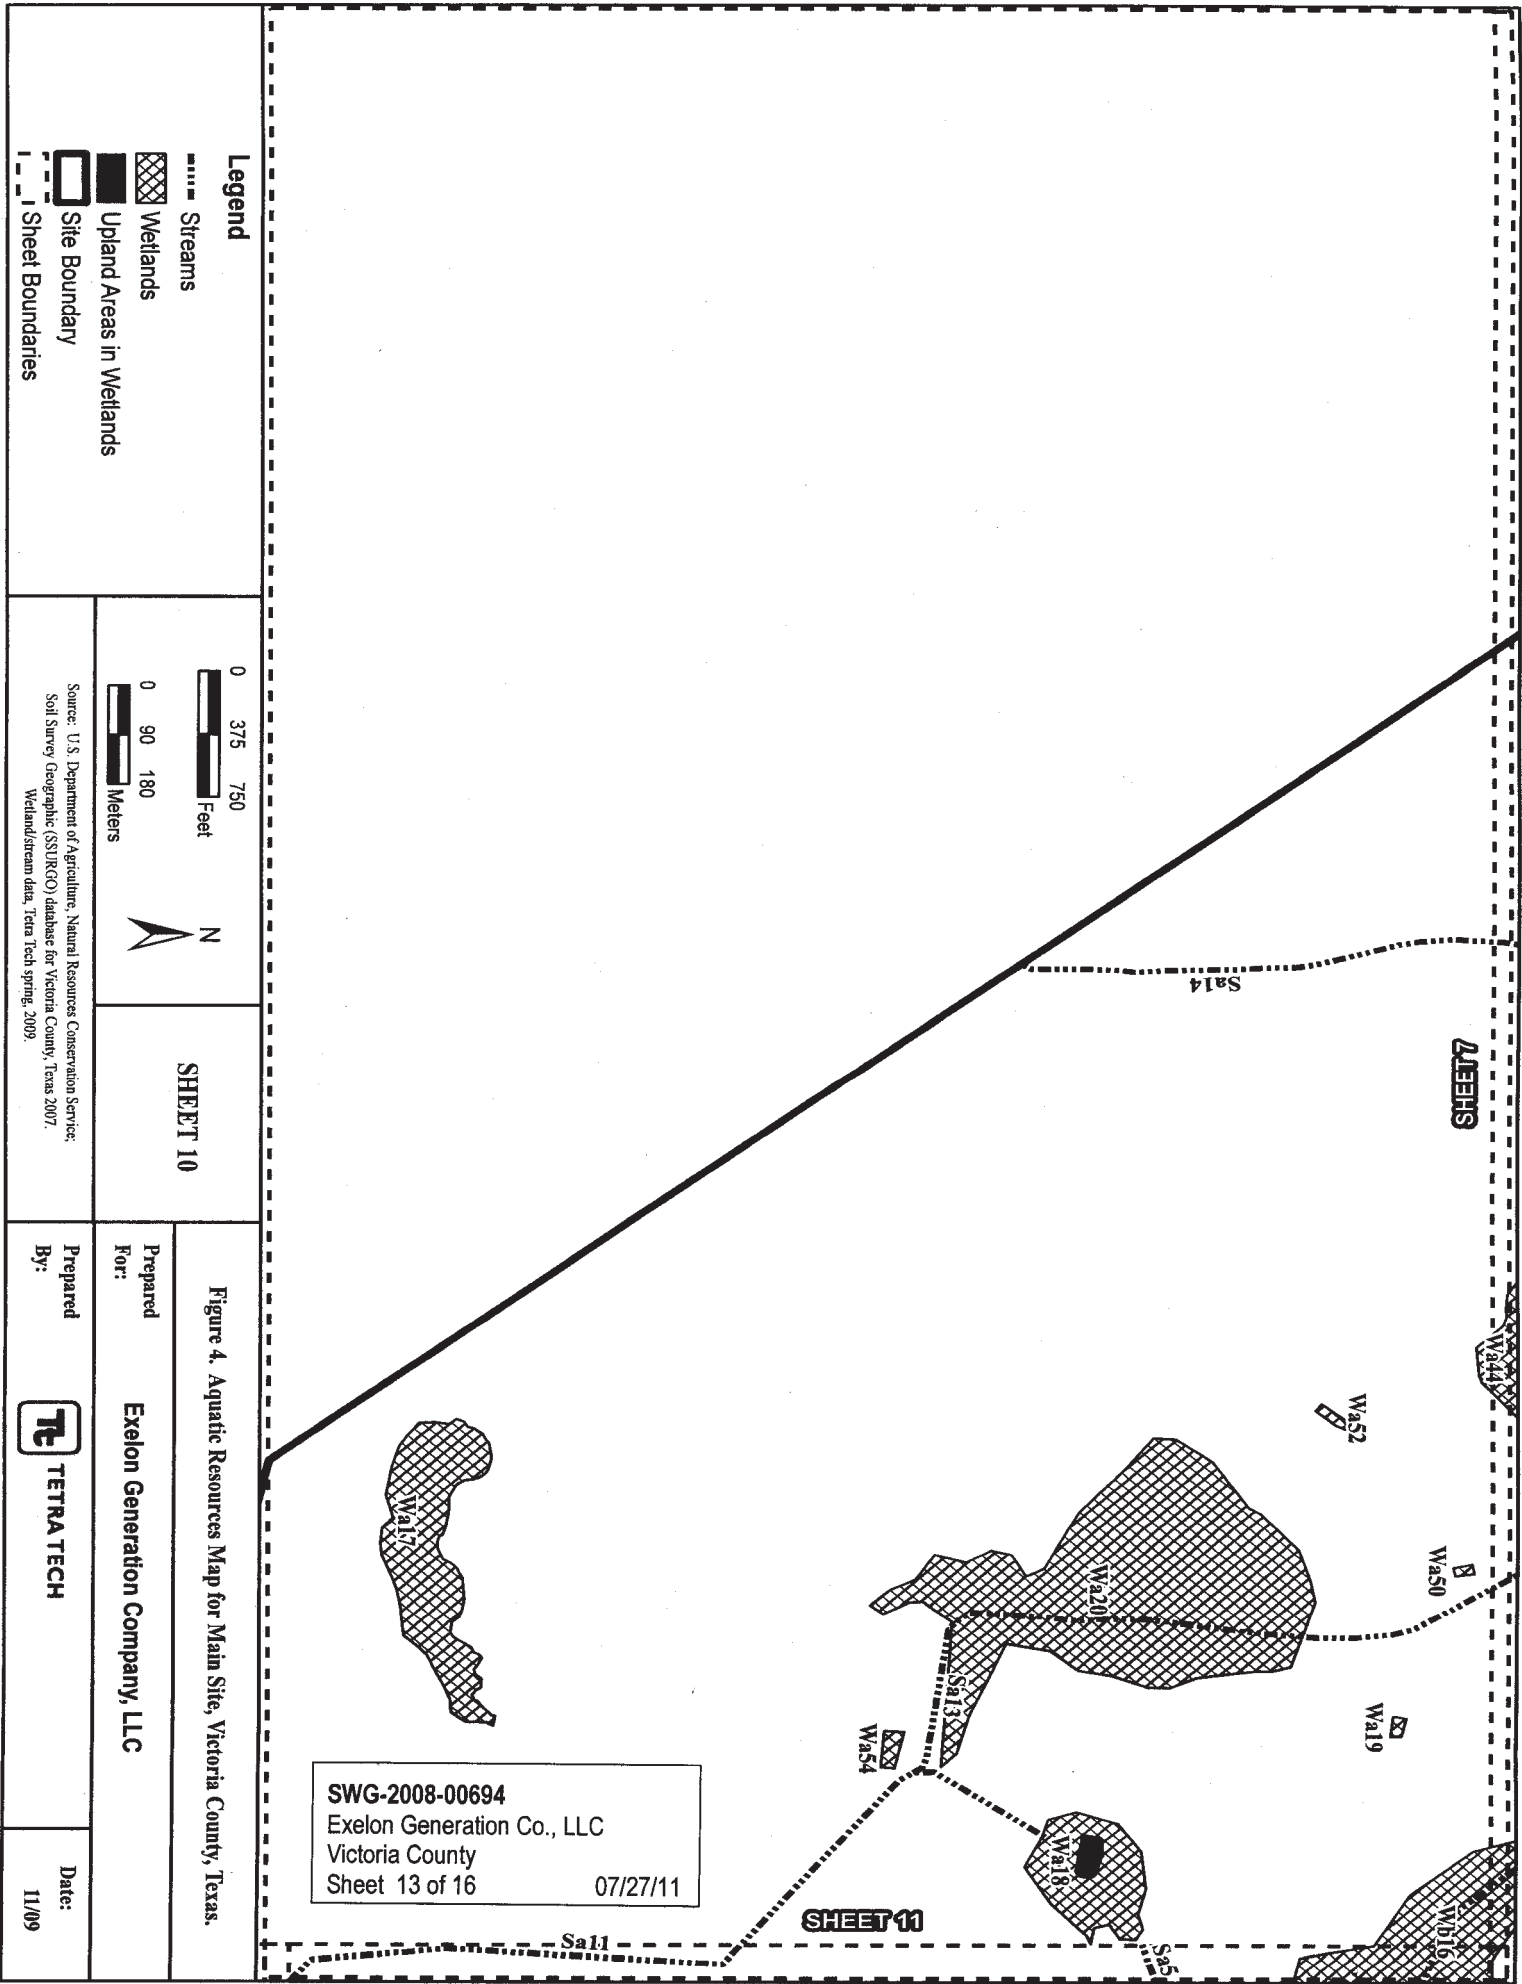 SHEET 7
Sa14
Wa44
Wa52
Wa50
Wa20
Wa19
Wb16
Sa13
Wa54
Wa18
Sa5
Wa17
SHEET 11
Sa11
SWG-2008-00694
Exelon Generation Co., LLC
Victoria County
Sheet 13 of 16 07/27/11
Legend
Streams
Wetlands
Upland Areas in Wetlands
Site Boundary
Sheet Boundaries
0 375 750
Feet
0 90 180
Meters
N
Source: U.S. Department of Agriculture, Natural Resources Conservation Service;
Soil Survey Geographic (SSURGO) database for Victoria County, Texas 2007.
Wetland/stream data, Tetra Tech spring, 2009.
SHEET 10
Figure 4. Aquatic Resources Map for Main Site, Victoria County, Texas.
Prepared
For:
Exelon Generation Company, LLC
Prepared
By:
Tt TETRA TECH
Date:
11/09